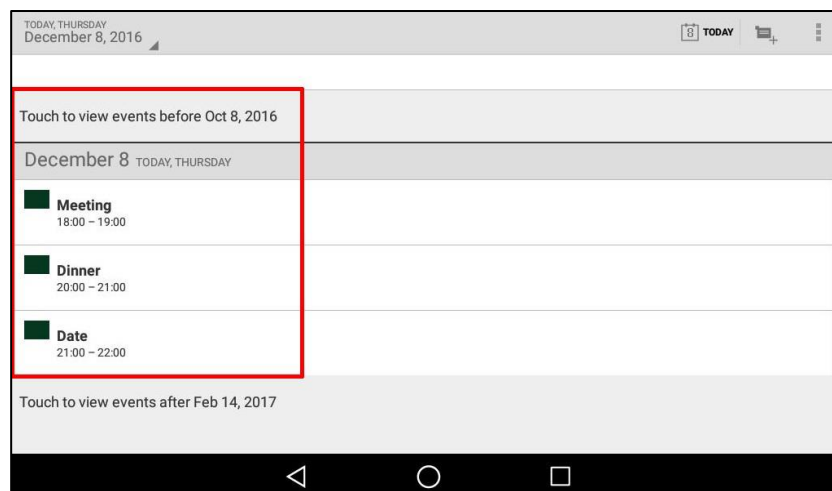 TODAY, THURSDAY
December 8, 2016
8 TODAY
Touch to view events before Oct 8, 2016
December 8 TODAY, THURSDAY
Meeting
18:00 – 19:00
Dinner
20:00 – 21:00
Date
21:00 – 22:00
Touch to view events after Feb 14, 2017